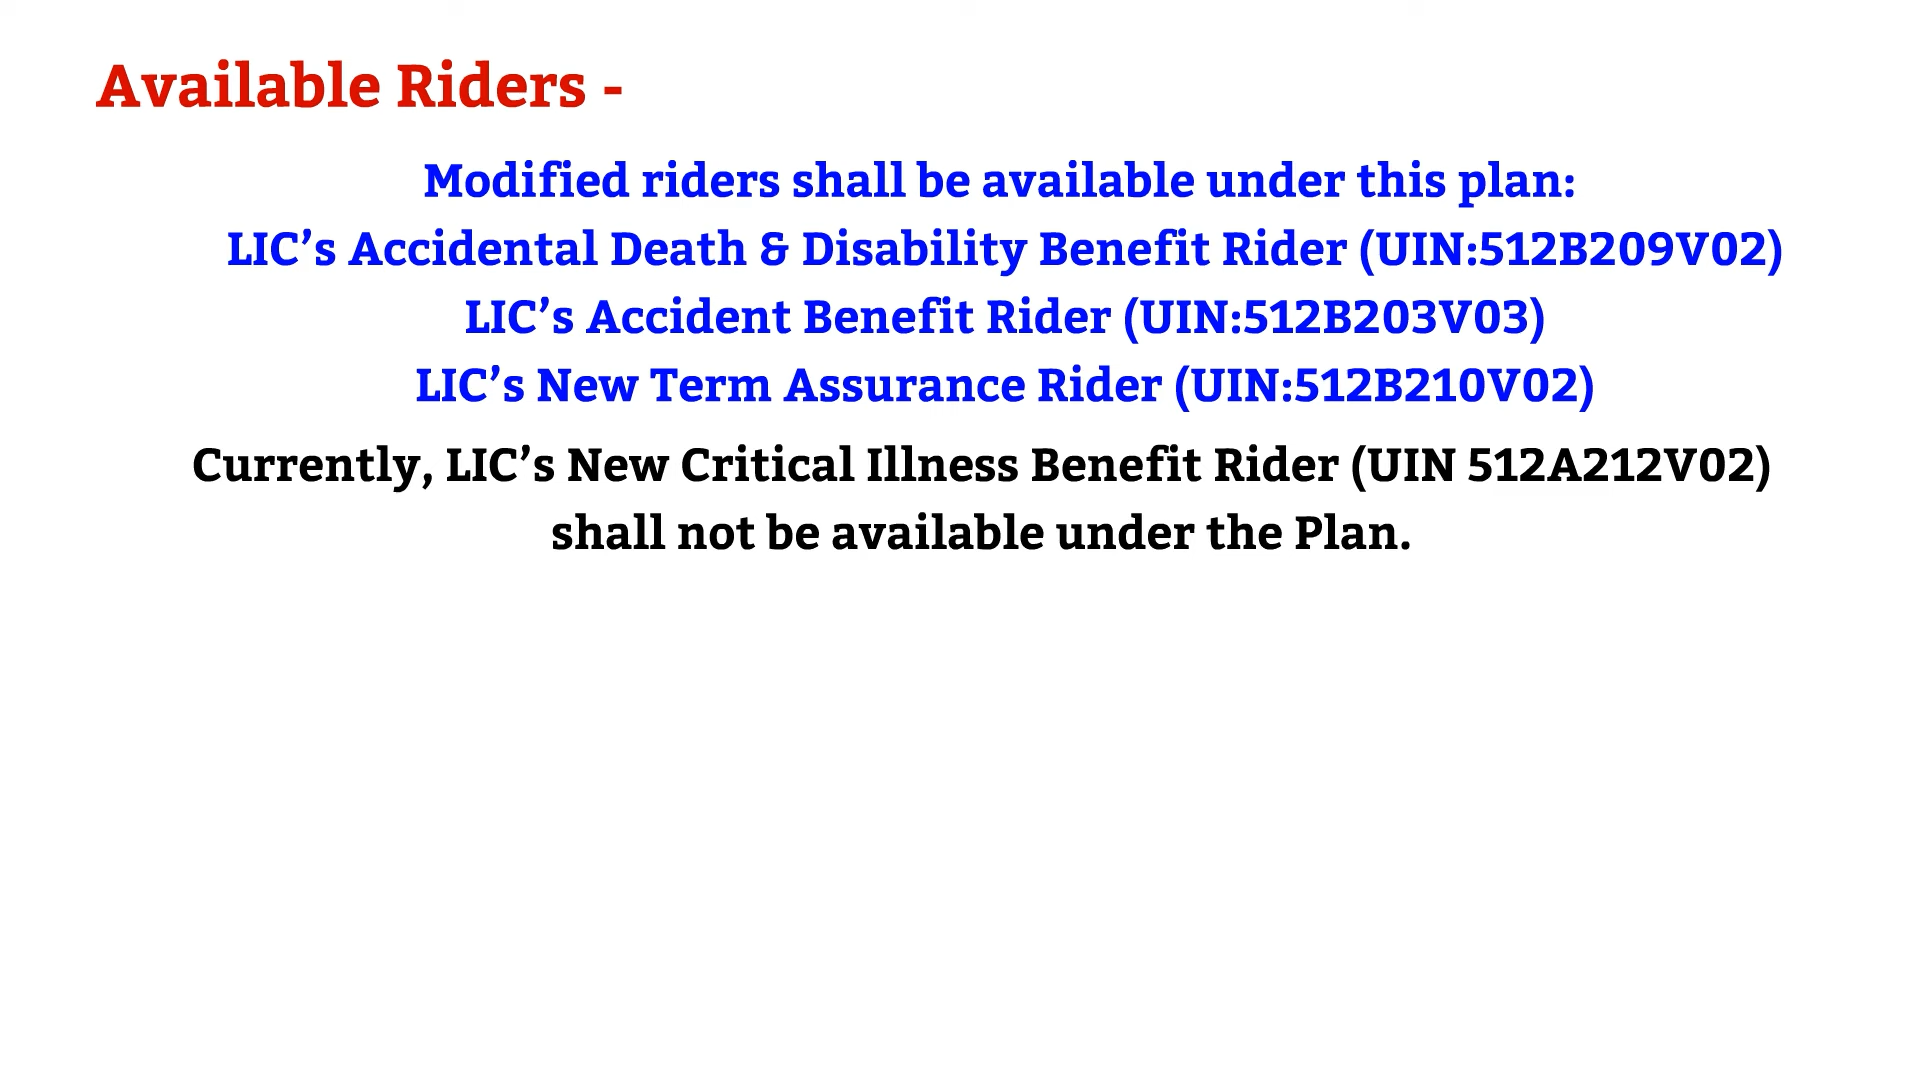 Available Riders -
Modified riders shall be available under this plan:
LIC’s Accidental Death & Disability Benefit Rider (UIN:512B209V02)
LIC’s Accident Benefit Rider (UIN:512B203V03)
LIC’s New Term Assurance Rider (UIN:512B210V02)
Currently, LIC’s New Critical Illness Benefit Rider (UIN 512A212V02)
shall not be available under the Plan.